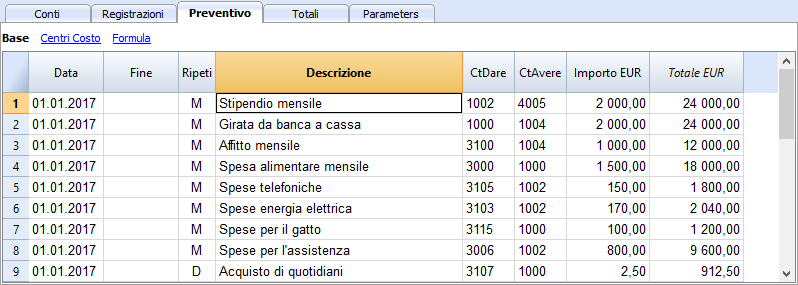 Conti Registrazioni Preventivo Totali Parameters
Base Centri Costo Formula
Data Fine Ripeti Descrizione CtDare CtAvere Importo EUR Totale EUR
1 01.01.2017 M Stipendio mensile 1002 4005 2 000,00 24 000,00
2 01.01.2017 M Girata da banca a cassa 1000 1004 2 000,00 24 000,00
3 01.01.2017 M Affitto mensile 3100 1004 1 000,00 12 000,00
4 01.01.2017 M Spesa alimentare mensile 3000 1000 1 500,00 18 000,00
5 01.01.2017 M Spese telefoniche 3105 1002 150,00 1 800,00
6 01.01.2017 M Spese energia elettrica 3103 1002 170,00 2 040,00
7 01.01.2017 M Spese per il gatto 3115 1000 100,00 1 200,00
8 01.01.2017 M Spese per l'assistenza 3006 1002 800,00 9 600,00
9 01.01.2017 D Acquisto di quotidiani 3107 1000 2,50 912,50